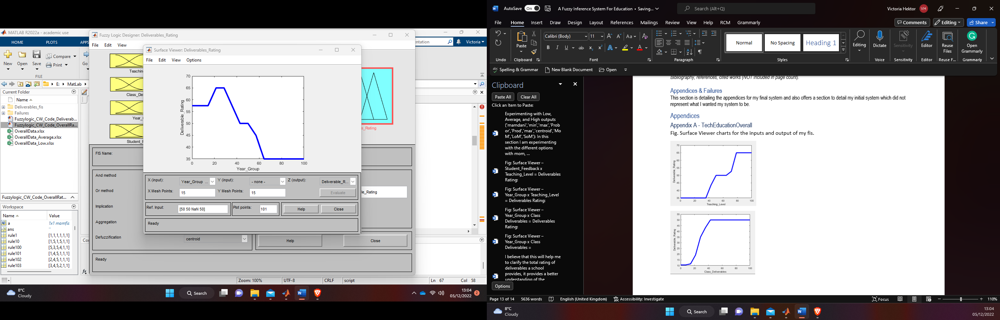 MATLAB R2022a - academic use
HOME
PLOTS
APPS
New
Open
Save
Compare
Print
Go
FILE
E:
MatLab
Current Folder
Name
Deliverables_fis
Failures
Fuzzylogic_CW_Code_Deliverab...
Fuzzylogic_CW_Code_OverallRa...
OverallData.xlsx
OverallData_Average.xlsx
OverallData_Low.xlsx
Fuzzylogic_CW_Code_OverallRat...
Workspace
Name Value
a 1x1 mamfis
ans ''
rule1 [1,1,1,1,1,1]
rule10 [1,5,1,5,1,1]
rule100 [5,3,5,4,1,1]
rule101 [1,4,5,1,1,1]
rule102 [2,4,5,1,1,1]
rule103 [3,4,5,2,1,1]
Fuzzy Logic Designer: Deliverables_Rating
File Edit View
Victoria
FIS Name:
And method
Or method
Implication
Aggregation
Defuzzification
centroid
Help
Close
Ready
Surface Viewer: Deliverables_Rating
File Edit View Options
70
65
60
55
50
45
40
35
Deliverable_Rating
0 20 40 60 80 100
Year_Group
X (input): Year_Group ... Y (input): - none - Z (output): Deliverable_R...
X Mesh Points: 15 Y Mesh Points: 15 Evaluate
Ref. Input: [50 50 NaN 50] Plot points: 101 Help Close
Ready
Zoom: 100% UTF-8 CRLF script Ln 67 Col 58
8°C
Cloudy
Search
13:04
05/12/2022
2
AutoSave On A Fuzzy Inference System For Education • Saving...
Search (Alt+Q)
Victoria Hektor VH
File Home Insert Draw Design Layout References Mailings Review View Help RCM Grammarly
Comments Editing Share
Undo
Paste
Clipboard
Calibri (Body) 11
Font
Paragraph
Normal No Spacing Heading 1
Styles
Editing
Dictate
Voice
Sensitivity
Sensitivity
Editor
Editor
Reuse
Files
Reuse F...
Open
Grammarly
Grammarly
Spelling & Grammar New Blank Document Open
Clipboard
Paste All Clear All
Click an Item to Paste:
Experimenting with Low,
Average, and High outputs
('mamdani','min','max','Prob
or','Prod','max','centroid','Mo
M','LoM','SoM'): In this
section I am experimenting
with the different options
with mom, ...
Fig: Surface Viewer –
Student_Feedback x
Teaching_Level = Deliverables
Rating:
Fig: Surface Viewer –
Year_Group x Teaching_Level
= Deliverables Rating:
Fig: Surface Viewer –
Year_Group x Class
Deliverables = Deliverables
Rating:
Fig: Surface Viewer –
Year_Group x Class
Deliverables =
I believe that this will help me
to clarify the total rating of
deliverables a school
provides, it provides a better
understanding of the
Options
Bibliography, references, cited works (NOT included in page count).
Appendices & Failures
This section is detailing the appendices for my final system and also offers a section to detail my initial system which did not
represent what I wanted my system to be.
Appendices
Appendix A - TechEducationOverall
Fig. Surface Viewer charts for the inputs and output of my fis.
70
65
60
55
50
45
40
35
Deliverable_Rating
0 20 40 60 80 100
Teaching_Level
55
50
45
40
35
30
25
20
15
10
Deliverable_Rating
0 20 40 60 80 100
Class_Deliverables
Page 13 of 14 5636 words English (United Kingdom) Accessibility: Investigate
Focus 110%
8°C
Cloudy
Search
13:04
05/12/2022